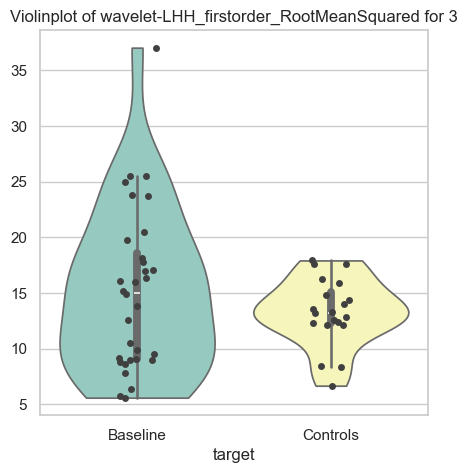 Violinplot of wavelet-LHH_firstorder_RootMeanSquared for 3
35
30
25
20
15
10
5
Baseline Controls
target